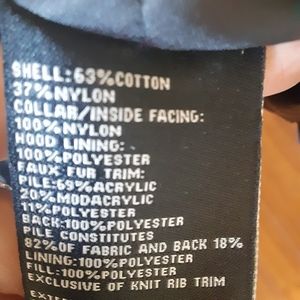 SHELL:63%COTTON
37%NYLON
COLLAR/INSIDE FACING:
100%NYLON
HOOD LINING:
100%POLYESTER
FAUX FUR TRIM:
PILE:69%ACRYLIC
20%MODACRYLIC
11%POLYESTER
BACK:100%POLYESTER
PILE CONSTITUTES
82%OF FABRIC AND BACK 18%
LINING:100%POLYESTER
FILL:100%POLYESTER
EXCLUSIVE OF KNIT RIB TRIM